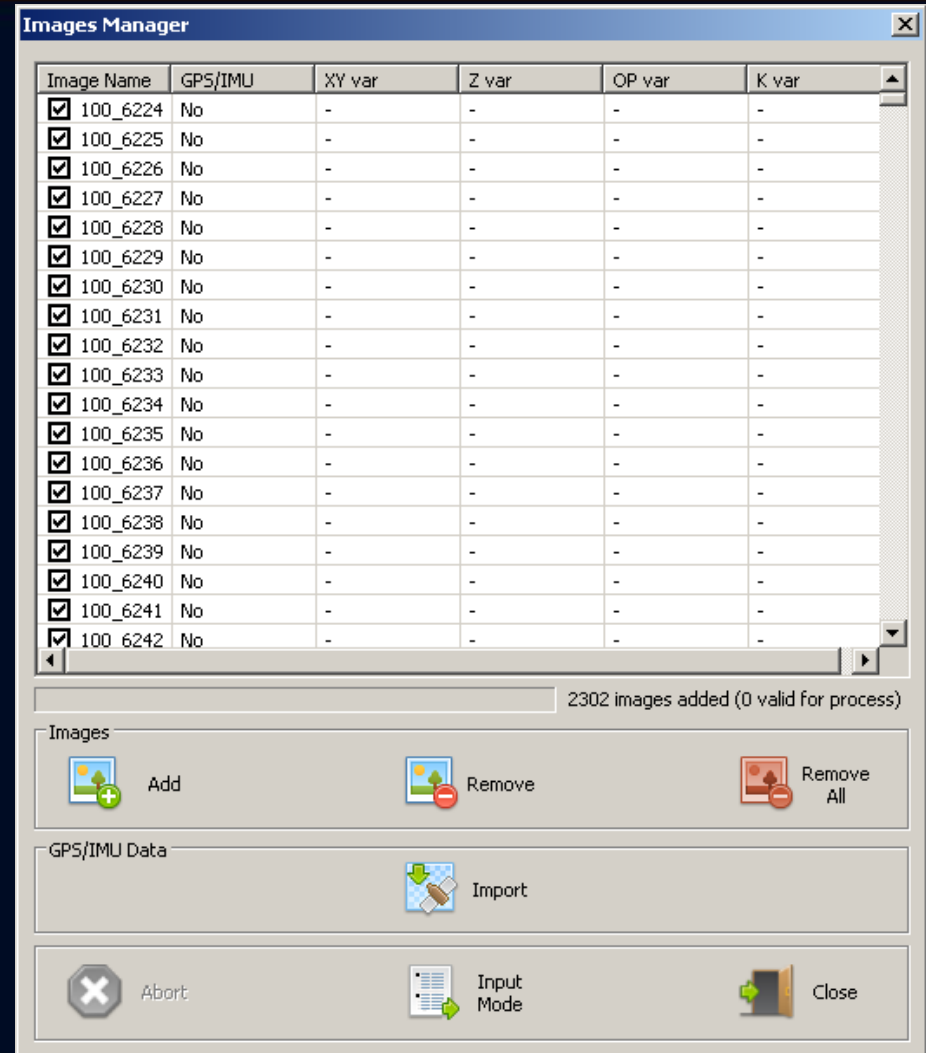 Images Manager
Image Name GPS/IMU XY var Z var OP var K var
100_6224 No - - - -
100_6225 No - - - -
100_6226 No - - - -
100_6227 No - - - -
100_6228 No - - - -
100_6229 No - - - -
100_6230 No - - - -
100_6231 No - - - -
100_6232 No - - - -
100_6233 No - - - -
100_6234 No - - - -
100_6235 No - - - -
100_6236 No - - - -
100_6237 No - - - -
100_6238 No - - - -
100_6239 No - - - -
100_6240 No - - - -
100_6241 No - - - -
100_6242 No - - - -
2302 images added (0 valid for process)
Images
Add
Remove
Remove
All
GPS/IMU Data
Import
Abort
Input
Mode
Close